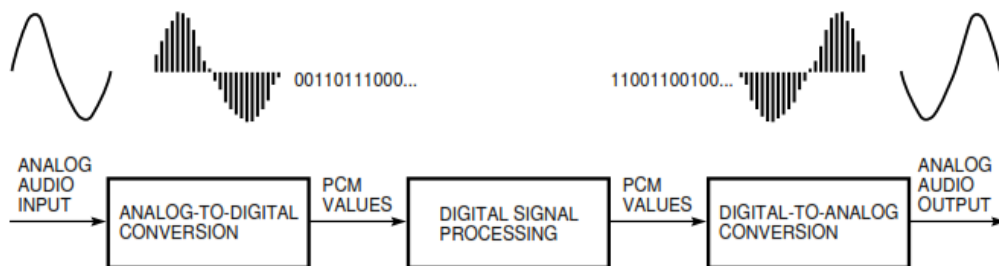 00110111000...
11001100100...
ANALOG
AUDIO
INPUT
ANALOG-TO-DIGITAL
CONVERSION
PCM
VALUES
DIGITAL SIGNAL
PROCESSING
PCM
VALUES
DIGITAL-TO-ANALOG
CONVERSION
ANALOG
AUDIO
OUTPUT